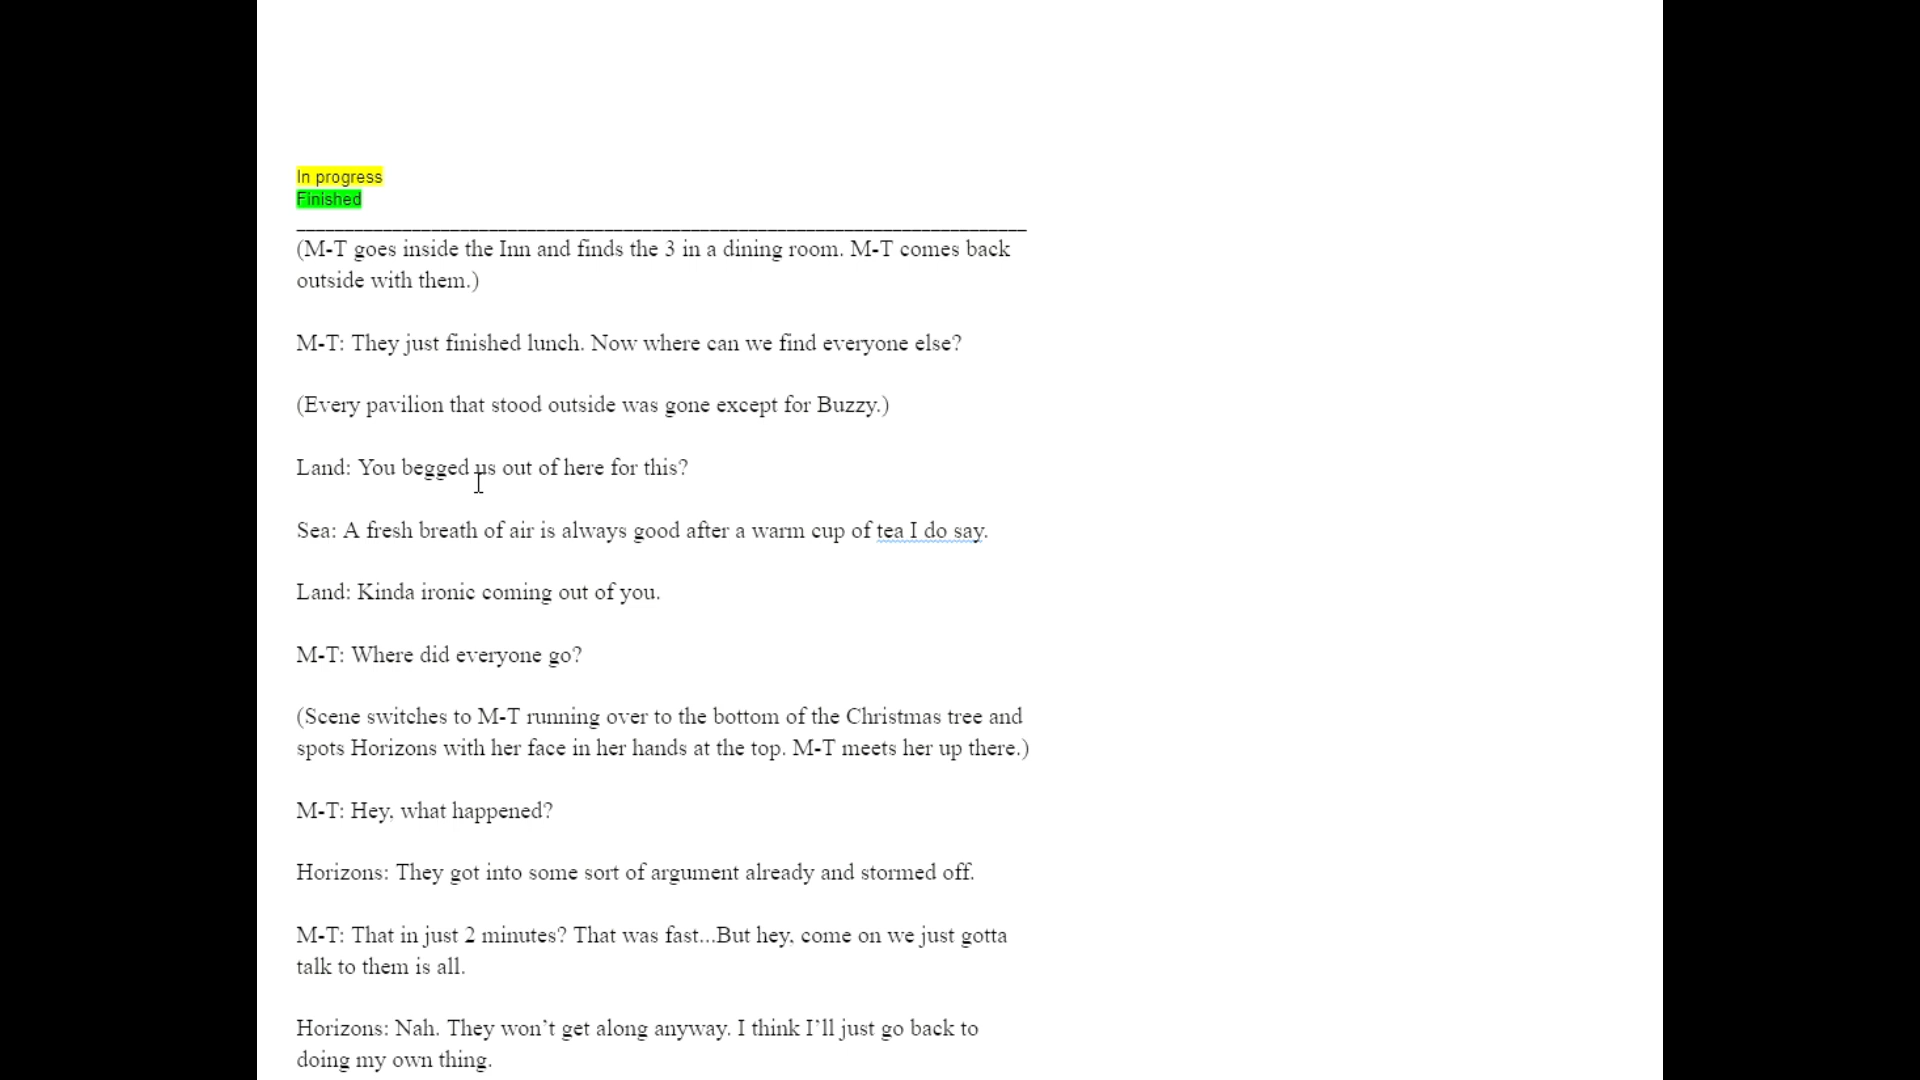 In progress
Finished
(M-T goes inside the Inn and finds the 3 in a dining room. M-T comes back
outside with them.)
M-T: They just finished lunch. Now where can we find everyone else?
(Every pavilion that stood outside was gone except for Buzzy.)
Land: You begged us out of here for this?
Sea: A fresh breath of air is always good after a warm cup of tea I do say.
Land: Kinda ironic coming out of you.
M-T: Where did everyone go?
(Scene switches to M-T running over to the bottom of the Christmas tree and
spots Horizons with her face in her hands at the top. M-T meets her up there.)
M-T: Hey, what happened?
Horizons: They got into some sort of argument already and stormed off.
M-T: That in just 2 minutes? That was fast...But hey, come on we just gotta
talk to them is all.
Horizons: Nah. They won’t get along anyway. I think I’ll just go back to
doing my own thing.